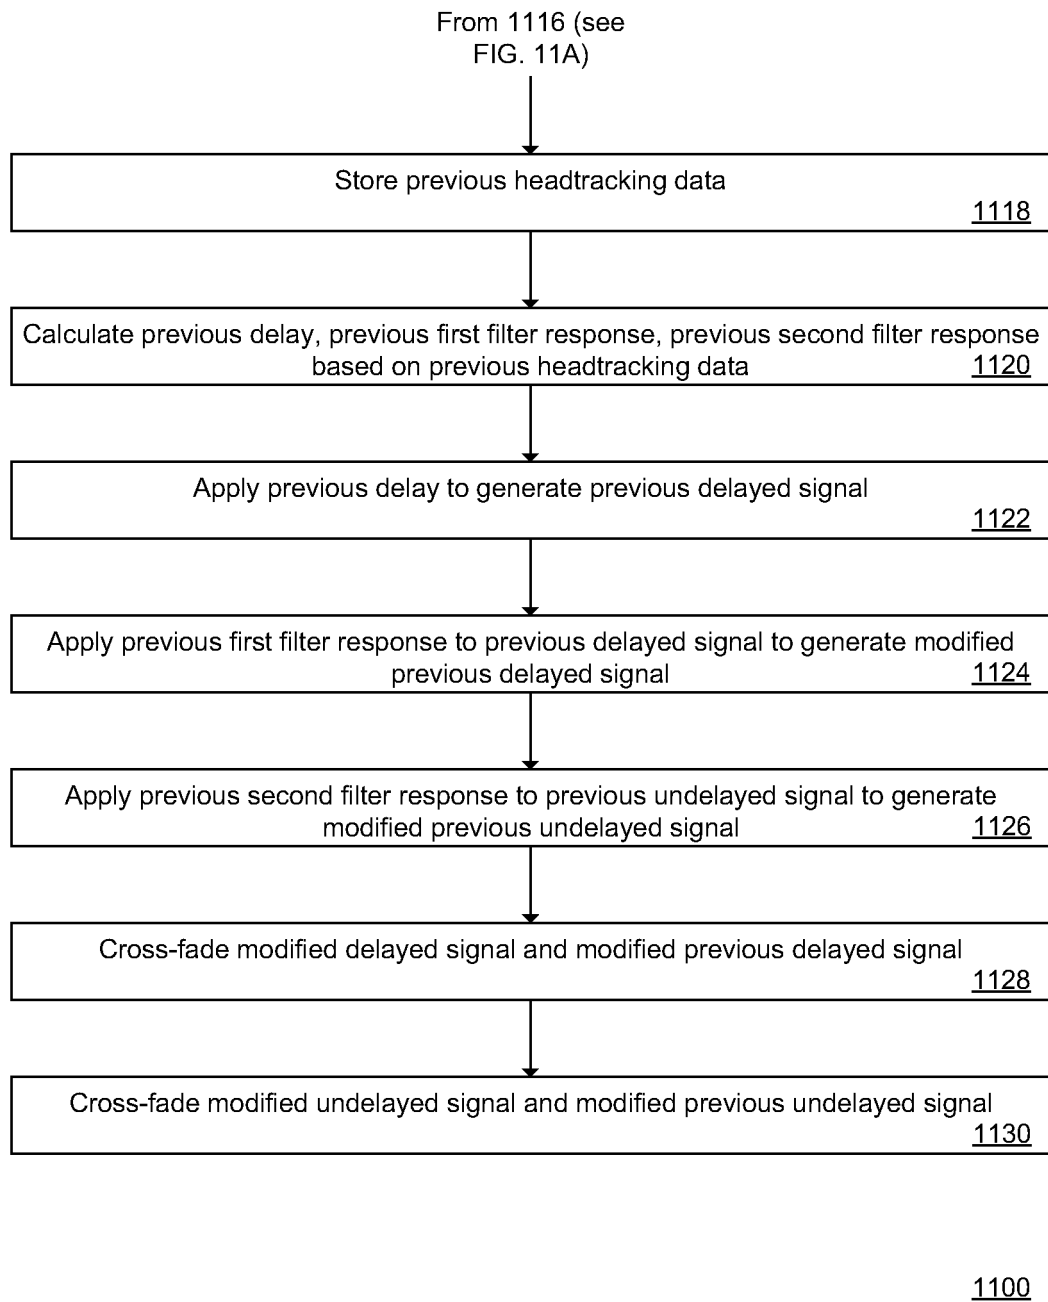 From 1116 (see
FIG. 11A)
Store previous headtracking data
1118
Calculate previous delay, previous first filter response, previous second filter response
based on previous headtracking data
1120
Apply previous delay to generate previous delayed signal
1122
Apply previous first filter response to previous delayed signal to generate modified
previous delayed signal
1124
Apply previous second filter response to previous undelayed signal to generate
modified previous undelayed signal
1126
Cross-fade modified delayed signal and modified previous delayed signal
1128
Cross-fade modified undelayed signal and modified previous undelayed signal
1130
1100